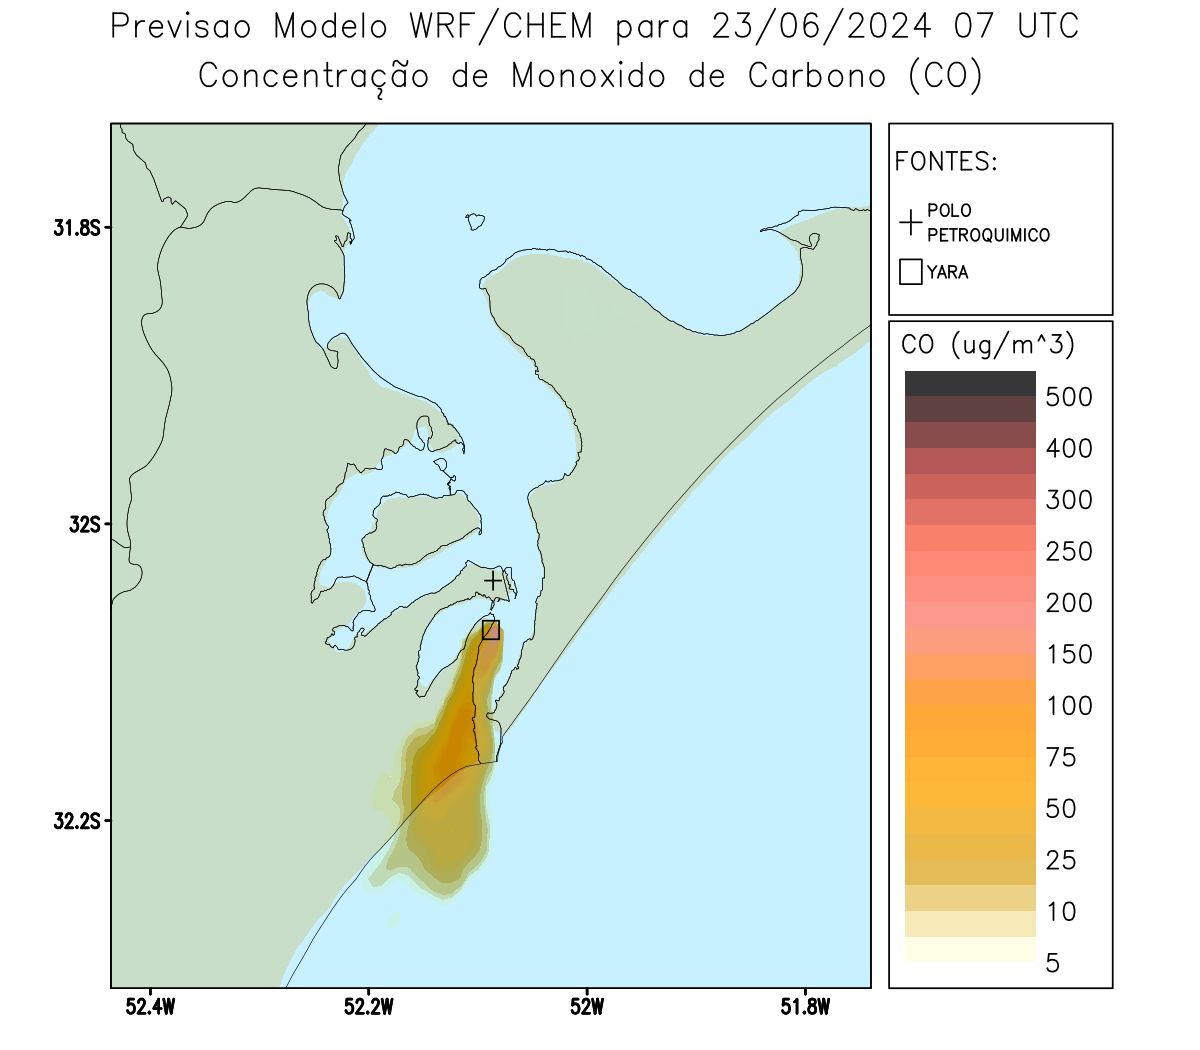 Previsao Modelo WRF/CHEM para 23/06/2024 07 UTC
Concentração de Monoxido de Carbono (CO)
FONTES:
POLO
PETROQUIMICO
YARA
CO (ug/m^3)
500
400
300
250
200
150
100
75
50
25
10
5
31.8S
32S
32.2S
52.4W
52.2W
52W
51.8W